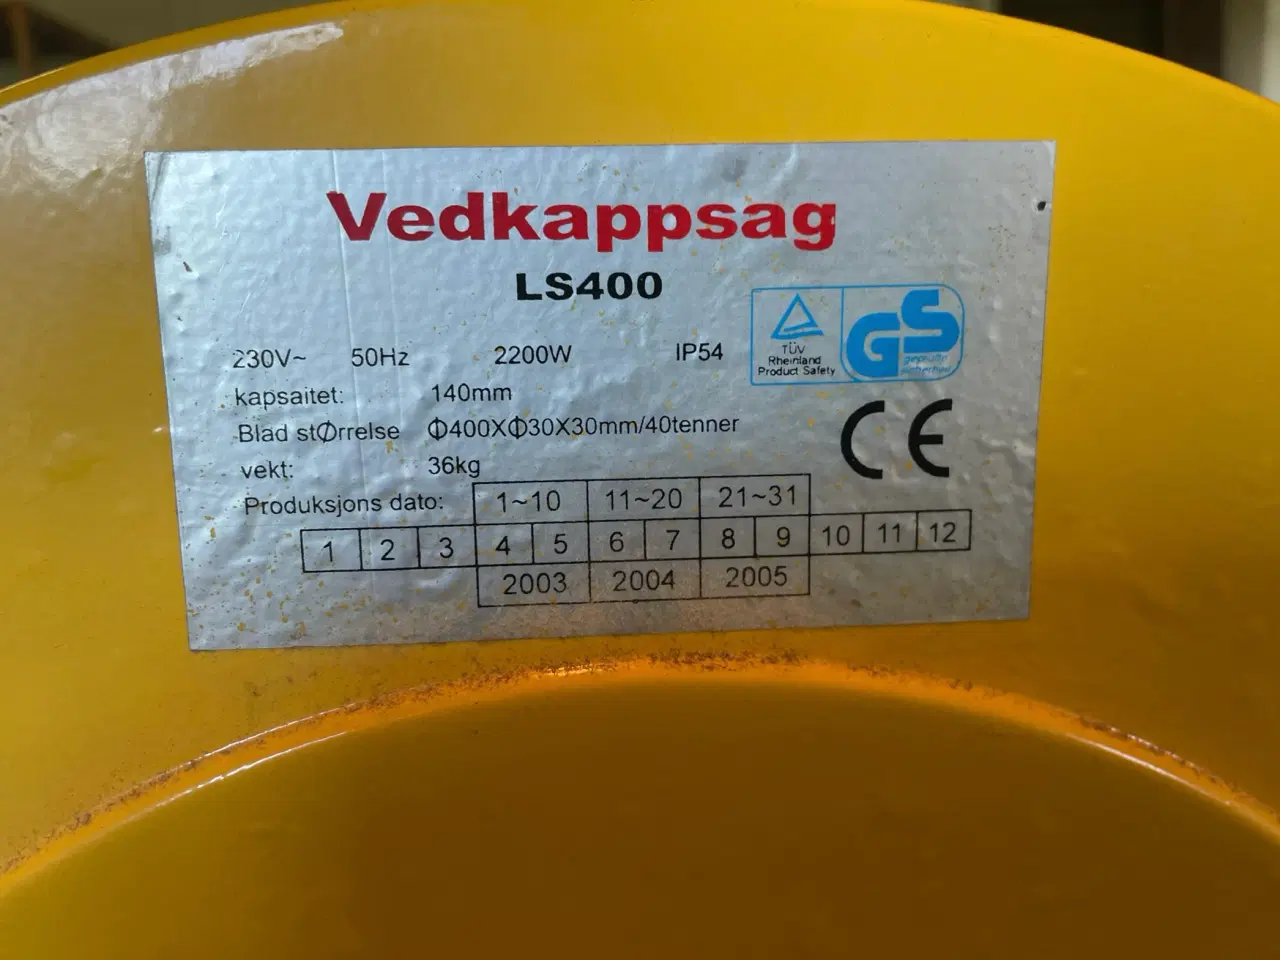 Vedkappsag
LS400
230V~ 50Hz 2200W IP54
TÜV
Rheinland
Product Safety
GS
geprüfte
Sicherheit
kapsaitet: 140mm
Blad stØrrelse Φ400XΦ30X30mm/40tenner
vekt: 36kg
CE
Produksjons dato: 1~10 11~20 21~31
1 2 3 4 5 6 7 8 9 10 11 12
2003 2004 2005